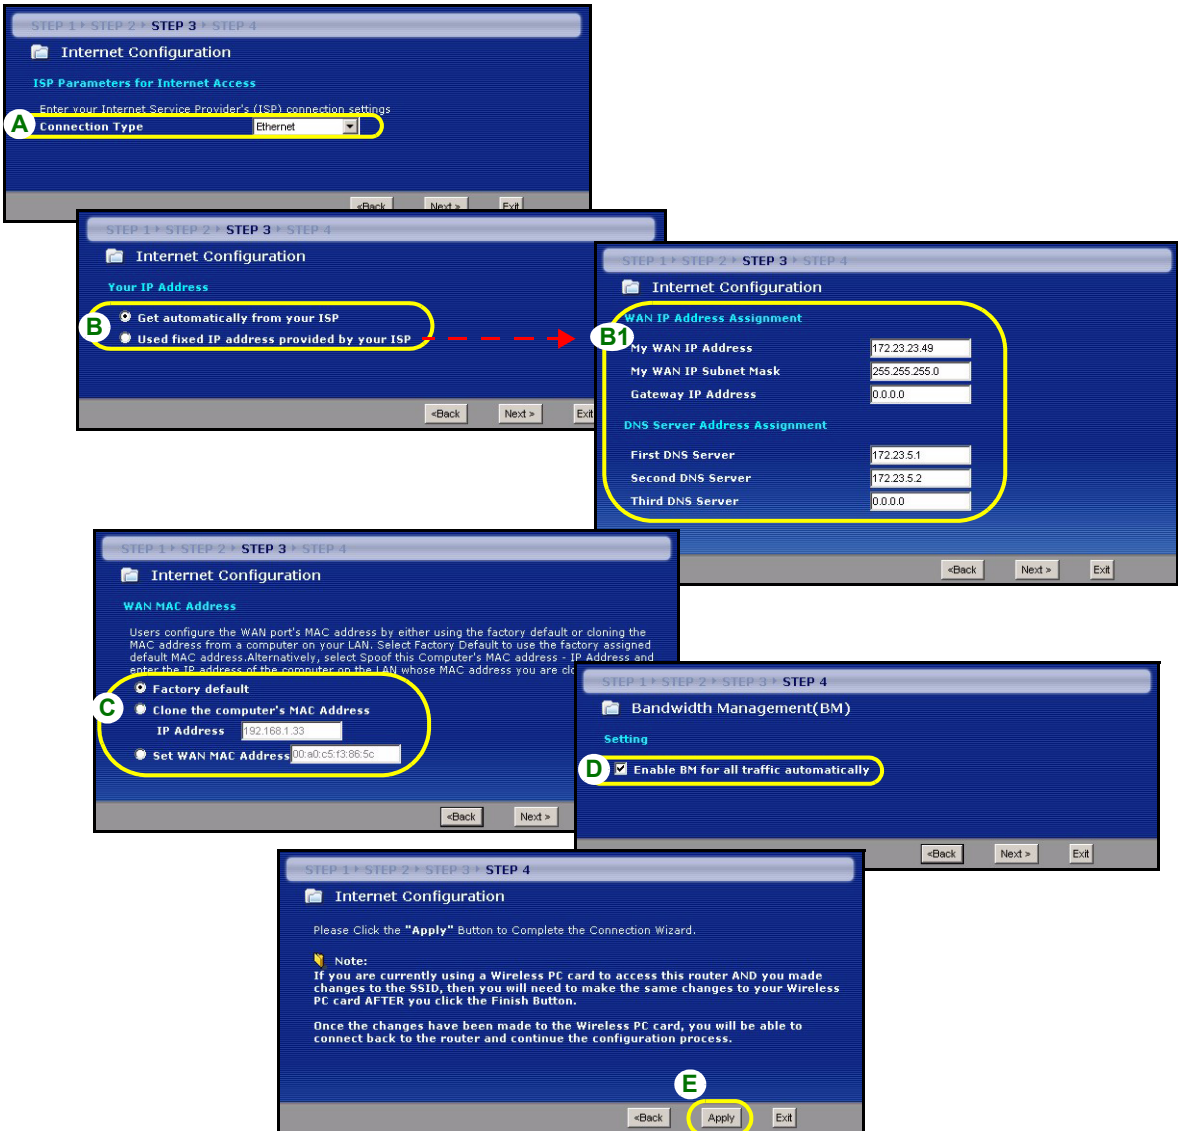 STEP 1 STEP 2 STEP 3 STEP 4
Internet Configuration
ISP Parameters for Internet Access
Enter your Internet Service Provider's (ISP) connection settings
A
Connection Type Ethernet
<Back Next > Exit
STEP 1 STEP 2 STEP 3 STEP 4
Internet Configuration
Your IP Address
B
Get automatically from your ISP
Used fixed IP address provided by your ISP
<Back Next > Exit
STEP 1 STEP 2 STEP 3 STEP 4
Internet Configuration
WAN IP Address Assignment
B1
My WAN IP Address 172.23.23.49
My WAN IP Subnet Mask 255.255.255.0
Gateway IP Address 0.0.0.0
DNS Server Address Assignment
First DNS Server 172.23.5.1
Second DNS Server 172.23.5.2
Third DNS Server 0.0.0.0
<Back Next > Exit
STEP 1 STEP 2 STEP 3 STEP 4
Internet Configuration
WAN MAC Address
Users configure the WAN port's MAC address by either using the factory default or cloning the
MAC address from a computer on your LAN. Select Factory Default to use the factory assigned
default MAC address.Alternatively, select Spoof this Computer's MAC address - IP Address and
enter the IP address of the computer on the LAN whose MAC address you are
C
Factory default
Clone the computer's MAC Address
IP Address 192.168.1.33
Set WAN MAC Address 00:a0:c5:f3:86:5c
<Back Next >
STEP 1 STEP 2 STEP 3 STEP 4
Bandwidth Management(BM)
Setting
D
Enable BM for all traffic automatically
<Back Next > Exit
STEP 1 STEP 2 STEP 3 STEP 4
Internet Configuration
Please Click the "Apply" Button to Complete the Connection Wizard.
Note:
If you are currently using a Wireless PC card to access this router AND you made
changes to the SSID, then you will need to make the same changes to your Wireless
PC card AFTER you click the Finish Button.
Once the changes have been made to the Wireless PC card, you will be able to
connect back to the router and continue the configuration process.
E
<Back Apply Exit